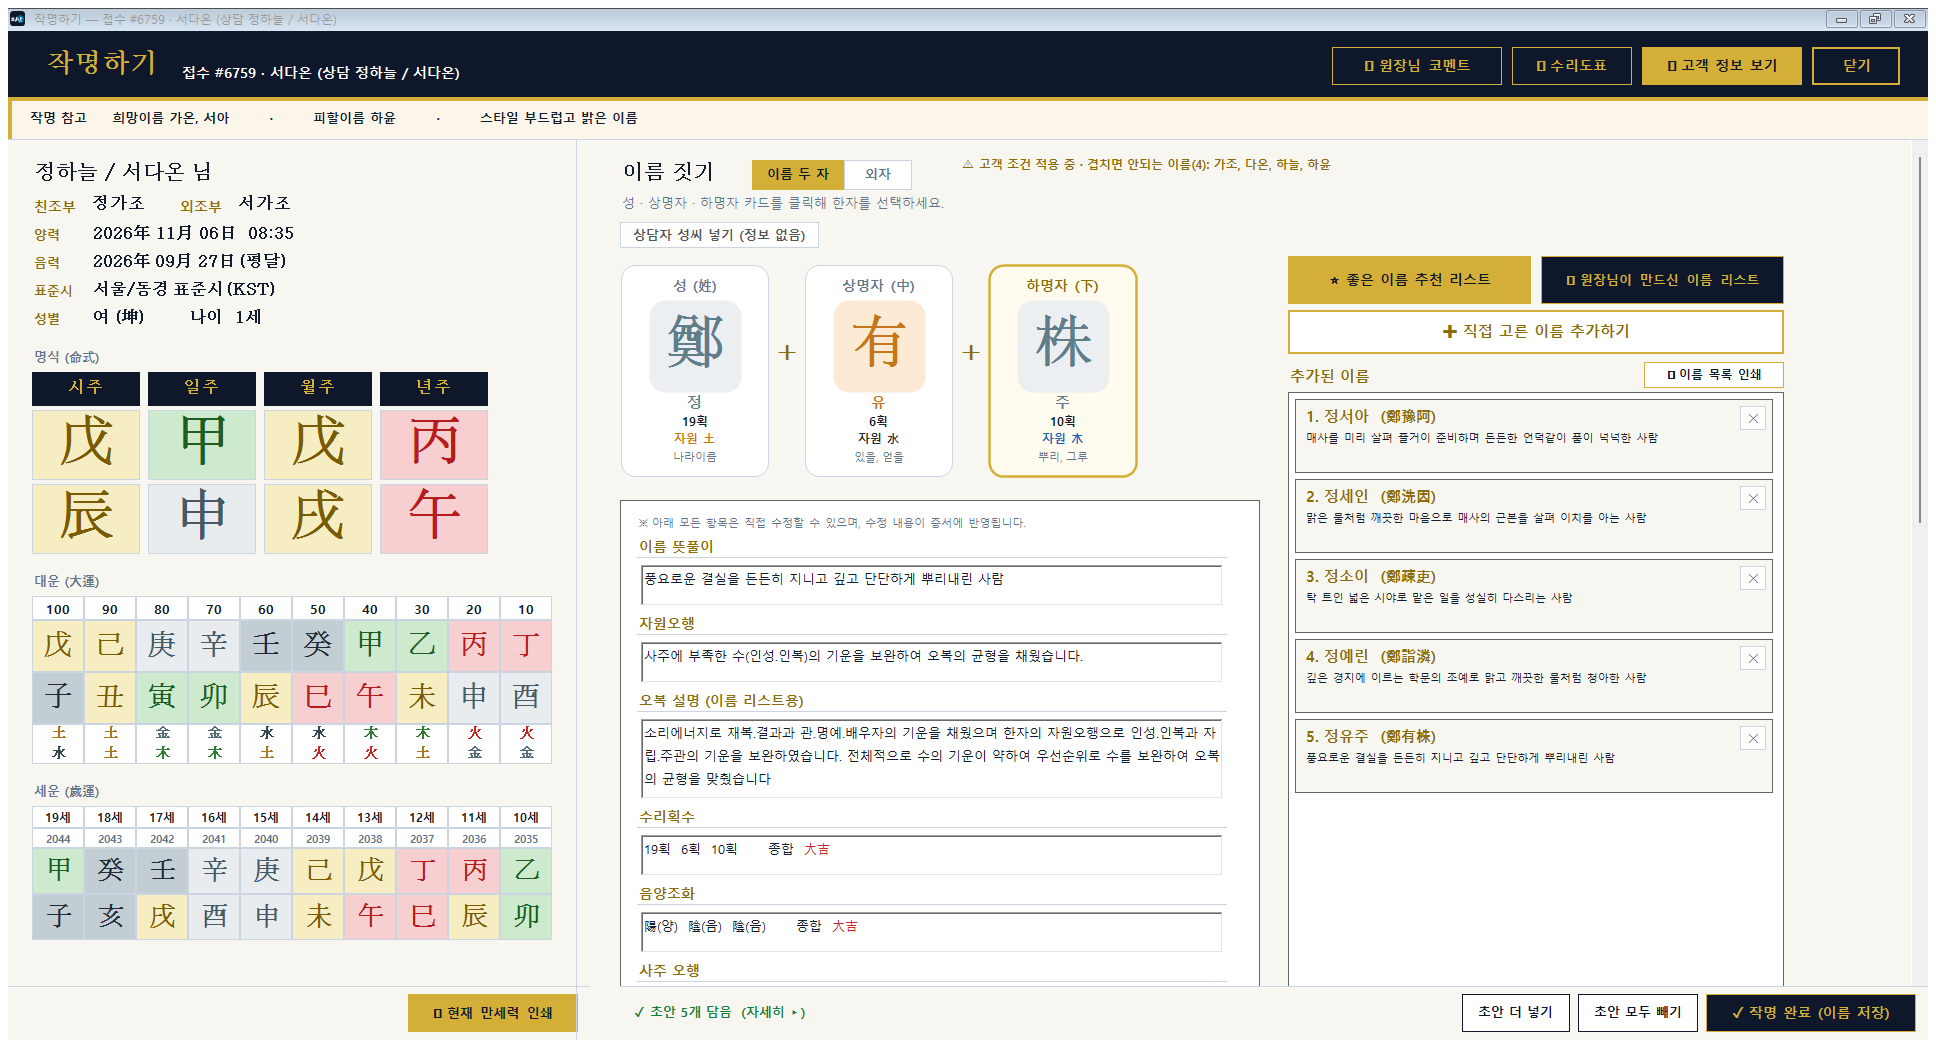 작명하기 — 접수 #6759 · 서다온 (상담 정하늘 / 서다온)
작명하기 접수 #6759 · 서다온 (상담 정하늘 / 서다온)
원장님 코멘트 수리도표 고객 정보 보기 닫기
작명 참고 희망이름 가온, 서아 · 피할이름 하윤 · 스타일 부드럽고 밝은 이름
정하늘 / 서다온 님
친조부 정가조 외조부 서가조
양력 2026年 11月 06日 08:35
음력 2026年 09月 27日 (평달)
표준시 서울/동경 표준시(KST)
성별 여 (坤) 나이 1세
명식 (命式)
시주 일주 월주 년주
戊 甲 戊 丙
辰 申 戌 午
대운 (大運)
100 90 80 70 60 50 40 30 20 10
戊 己 庚 辛 壬 癸 甲 乙 丙 丁
子 丑 寅 卯 辰 巳 午 未 申 酉
土 土 金 金 水 水 木 木 火 火
水 土 木 木 土 火 火 土 金 金
세운 (歲運)
19세 18세 17세 16세 15세 14세 13세 12세 11세 10세
2044 2043 2042 2041 2040 2039 2038 2037 2036 2035
甲 癸 壬 辛 庚 己 戊 丁 丙 乙
子 亥 戌 酉 申 未 午 巳 辰 卯
현재 만세력 인쇄
이름 짓기 이름 두 자 외자
⚠ 고객 조건 적용 중 · 겹치면 안되는 이름(4): 가조, 다온, 하늘, 하윤
성 · 상명자 · 하명자 카드를 클릭해 한자를 선택하세요.
상담자 성씨 넣기 (정보 없음)
성 (姓) 상명자 (中) 하명자 (下)
鄭 + 有 + 株
정 유 주
19획 6획 10획
자원 土 자원 水 자원 木
나라이름 있을, 얻을 뿌리, 그루
※ 아래 모든 항목은 직접 수정할 수 있으며, 수정 내용이 증서에 반영됩니다.
이름 뜻풀이
풍요로운 결실을 든든히 지니고 깊고 단단하게 뿌리내린 사람
자원오행
사주에 부족한 수(인성.인복)의 기운을 보완하여 오복의 균형을 채웠습니다.
오복 설명 (이름 리스트용)
소리에너지로 재복.결과과 관.명예.배우자의 기운을 채웠으며 한자의 자원오행으로 인성.인복과 자
립.주관의 기운을 보완하였습니다. 전체적으로 수의 기운이 약하여 우선순위로 수를 보완하여 오복
의 균형을 맞췄습니다
수리획수
19획 6획 10획 종합 大吉
음양조화
陽(양) 陰(음) 陰(음) 종합 大吉
사주 오행
★ 좋은 이름 추천 리스트 원장님이 만드신 이름 리스트
✚ 직접 고른 이름 추가하기
추가된 이름 이름 목록 인쇄
1. 정서아 (鄭豫阿)
매사를 미리 살펴 즐거이 준비하며 든든한 언덕같이 품이 넉넉한 사람
2. 정세인 (鄭洗因)
맑은 물처럼 깨끗한 마음으로 매사의 근본을 살펴 이치를 아는 사람
3. 정소이 (鄭疎吏)
탁 트인 넓은 시야로 맡은 일을 성실히 다스리는 사람
4. 정예린 (鄭詣潾)
깊은 경지에 이르는 학문의 조예로 맑고 깨끗한 물처럼 청아한 사람
5. 정유주 (鄭有株)
풍요로운 결실을 든든히 지니고 깊고 단단하게 뿌리내린 사람
✓ 초안 5개 담음 (자세히 ▸)
초안 더 넣기 초안 모두 빼기 ✓ 작명 완료 (이름 저장)